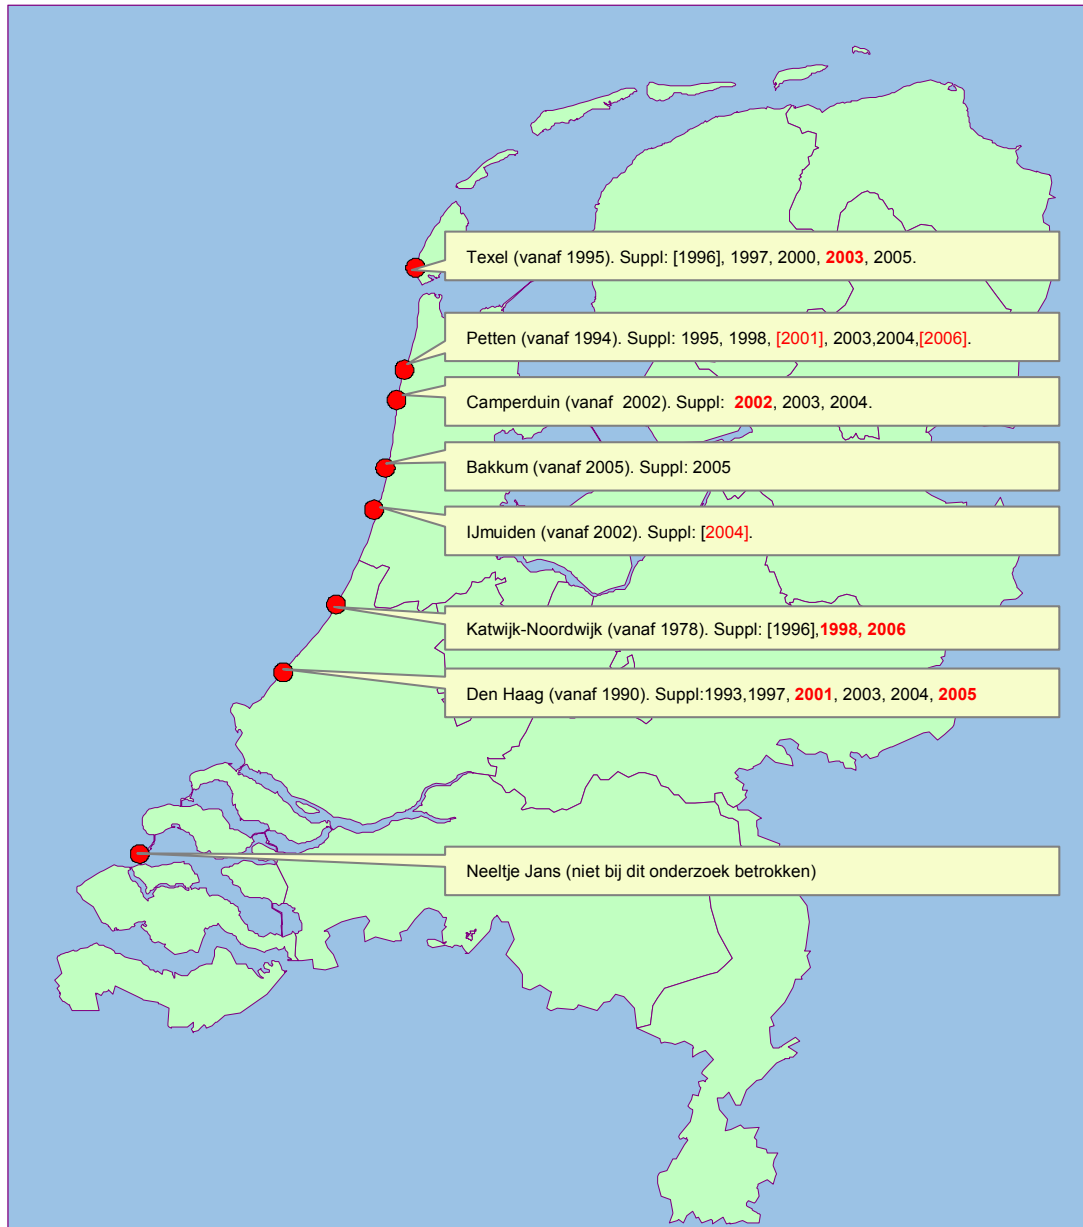 Texel (vanaf 1995). Suppl: [1996], 1997, 2000, 2003, 2005.
Petten (vanaf 1994). Suppl: 1995, 1998, [2001], 2003,2004,[2006].
Camperduin (vanaf  2002). Suppl:  2002, 2003, 2004.
Bakkum (vanaf 2005). Suppl: 2005
IJmuiden (vanaf 2002). Suppl: [2004].
Katwijk-Noordwijk (vanaf 1978). Suppl: [1996],1998, 2006
Den Haag (vanaf 1990). Suppl:1993,1997, 2001, 2003, 2004, 2005
Neeltje Jans (niet bij dit onderzoek betrokken)